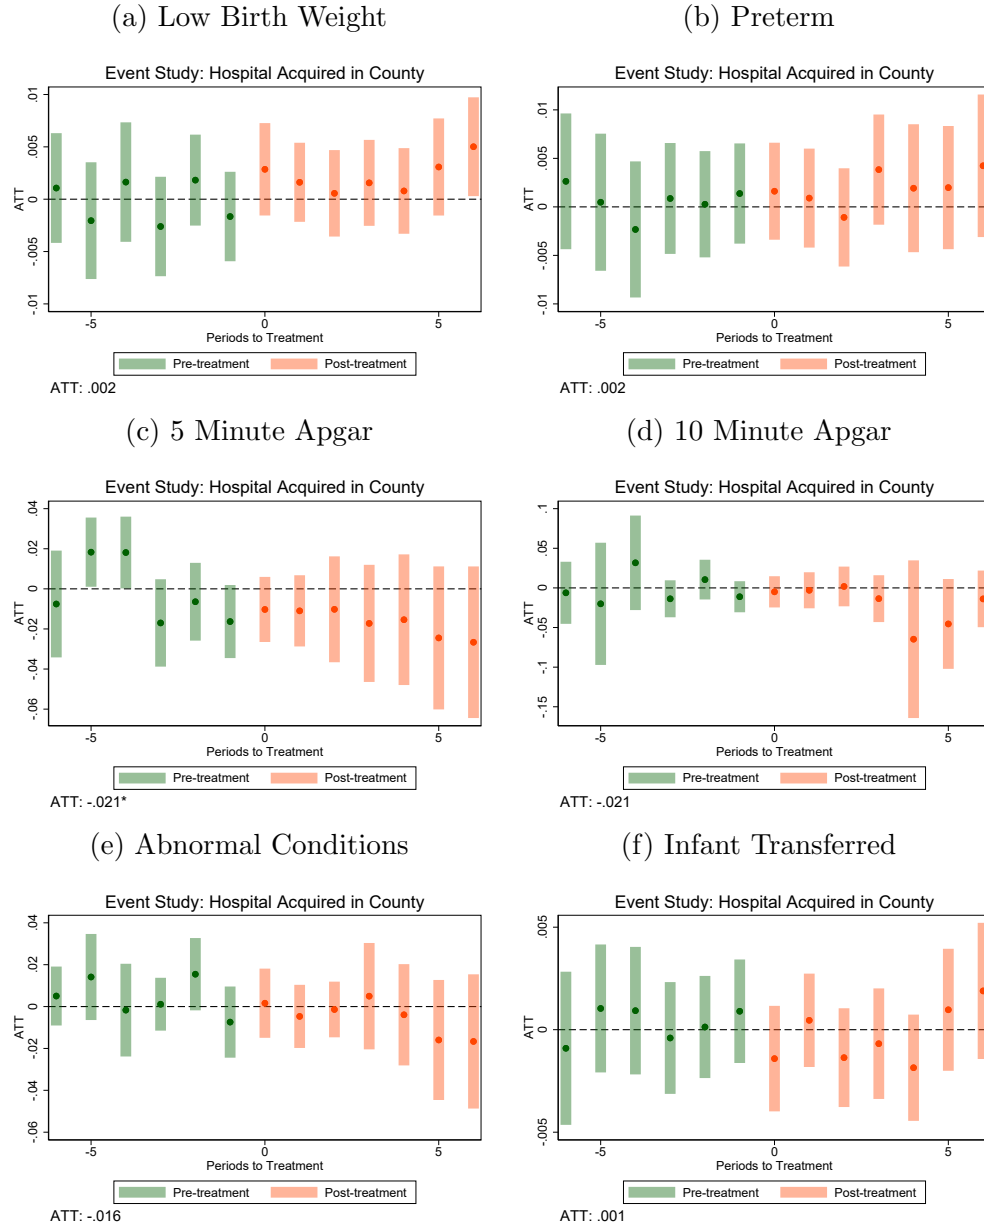 (a) Low Birth Weight
Event Study: Hospital Acquired in County
ATT
.01
.005
0
-.005
-.01
-5
0
5
Periods to Treatment
Pre-treatment
Post-treatment
ATT: .002
(b) Preterm
Event Study: Hospital Acquired in County
ATT
.01
.005
0
-.005
-.01
-5
0
5
Periods to Treatment
Pre-treatment
Post-treatment
ATT: .002
(c) 5 Minute Apgar
Event Study: Hospital Acquired in County
ATT
.04
.02
0
-.02
-.04
-.06
-5
0
5
Periods to Treatment
Pre-treatment
Post-treatment
ATT: -.021*
(d) 10 Minute Apgar
Event Study: Hospital Acquired in County
ATT
.1
.05
0
-.05
-.1
-.15
-5
0
5
Periods to Treatment
Pre-treatment
Post-treatment
ATT: -.021
(e) Abnormal Conditions
Event Study: Hospital Acquired in County
ATT
.04
.02
0
-.02
-.04
-.06
-5
0
5
Periods to Treatment
Pre-treatment
Post-treatment
ATT: -.016
(f) Infant Transferred
Event Study: Hospital Acquired in County
ATT
.005
0
-.005
-5
0
5
Periods to Treatment
Pre-treatment
Post-treatment
ATT: .001